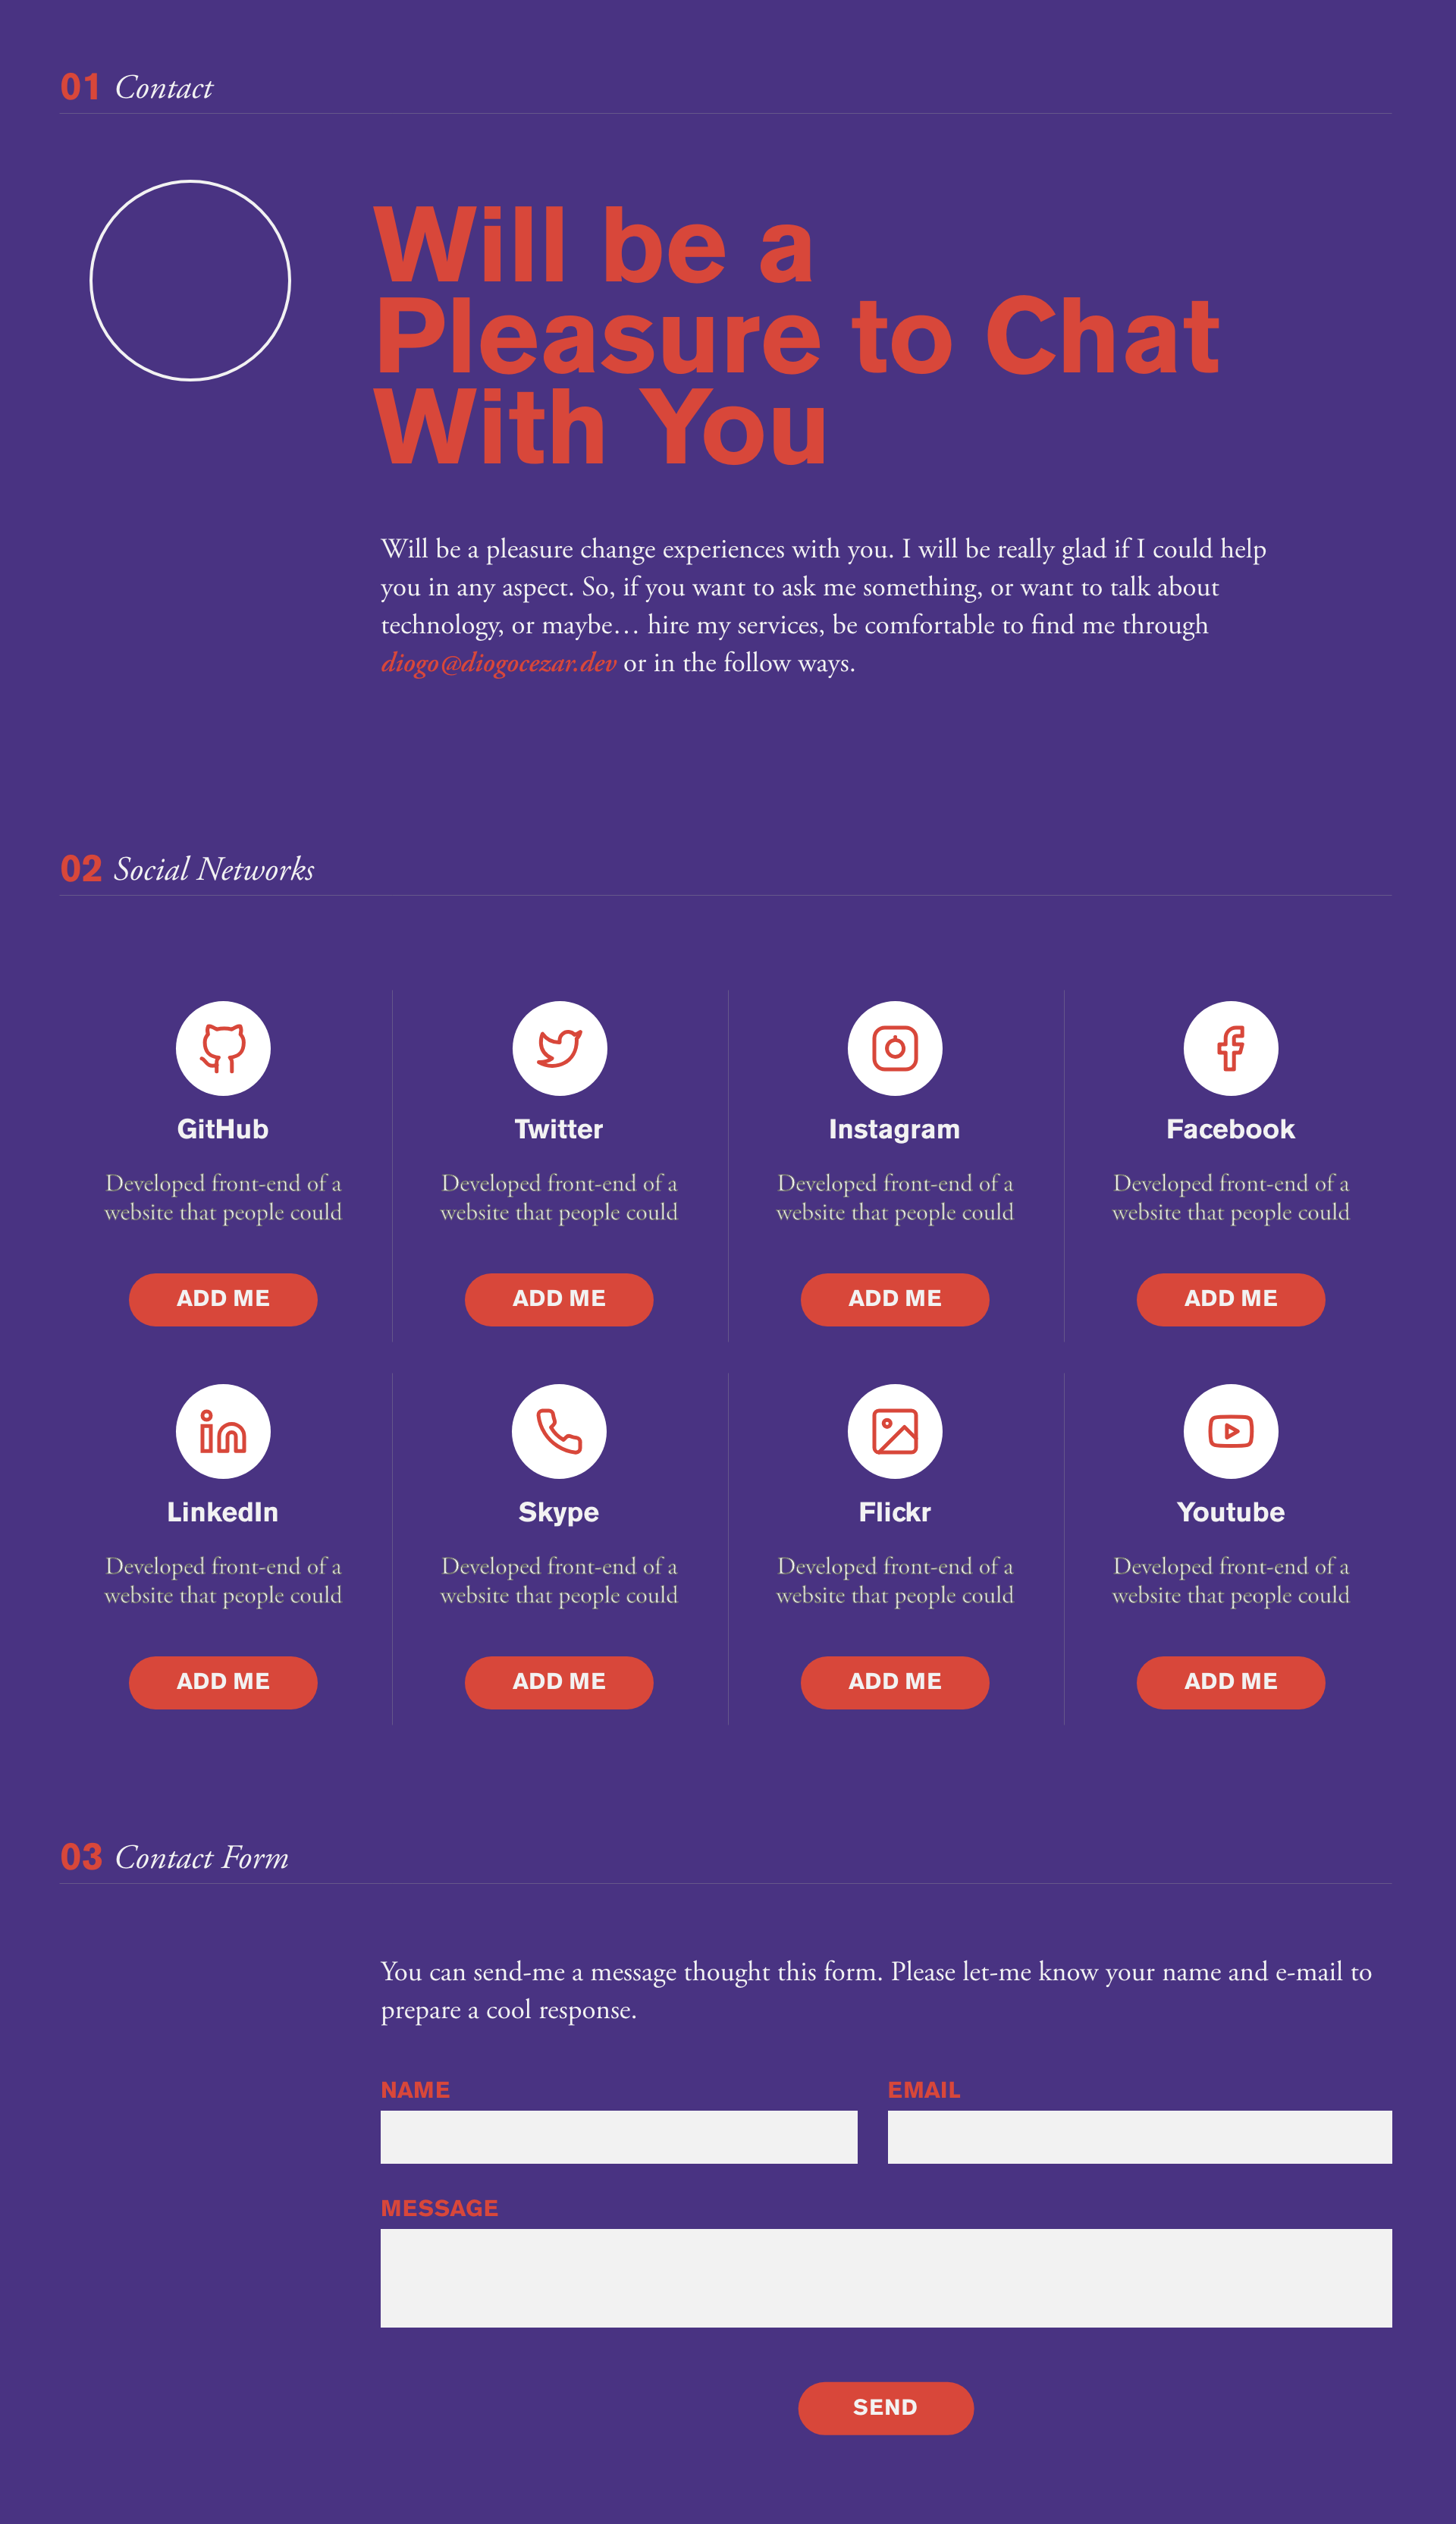 01 Contact
Will be a
Pleasure to Chat
With You
Will be a pleasure change experiences with you. I will be really glad if I could help
you in any aspect. So, if you want to ask me something, or want to talk about
technology, or maybe… hire my services, be comfortable to find me through
diogo@diogocezar.dev or in the follow ways.
02 Social Networks
GitHub
Developed front-end of a
website that people could
ADD ME
Twitter
Developed front-end of a
website that people could
ADD ME
Instagram
Developed front-end of a
website that people could
ADD ME
Facebook
Developed front-end of a
website that people could
ADD ME
LinkedIn
Developed front-end of a
website that people could
ADD ME
Skype
Developed front-end of a
website that people could
ADD ME
Flickr
Developed front-end of a
website that people could
ADD ME
Youtube
Developed front-end of a
website that people could
ADD ME
03 Contact Form
You can send-me a message thought this form. Please let-me know your name and e-mail to
prepare a cool response.
NAME
EMAIL
MESSAGE
SEND